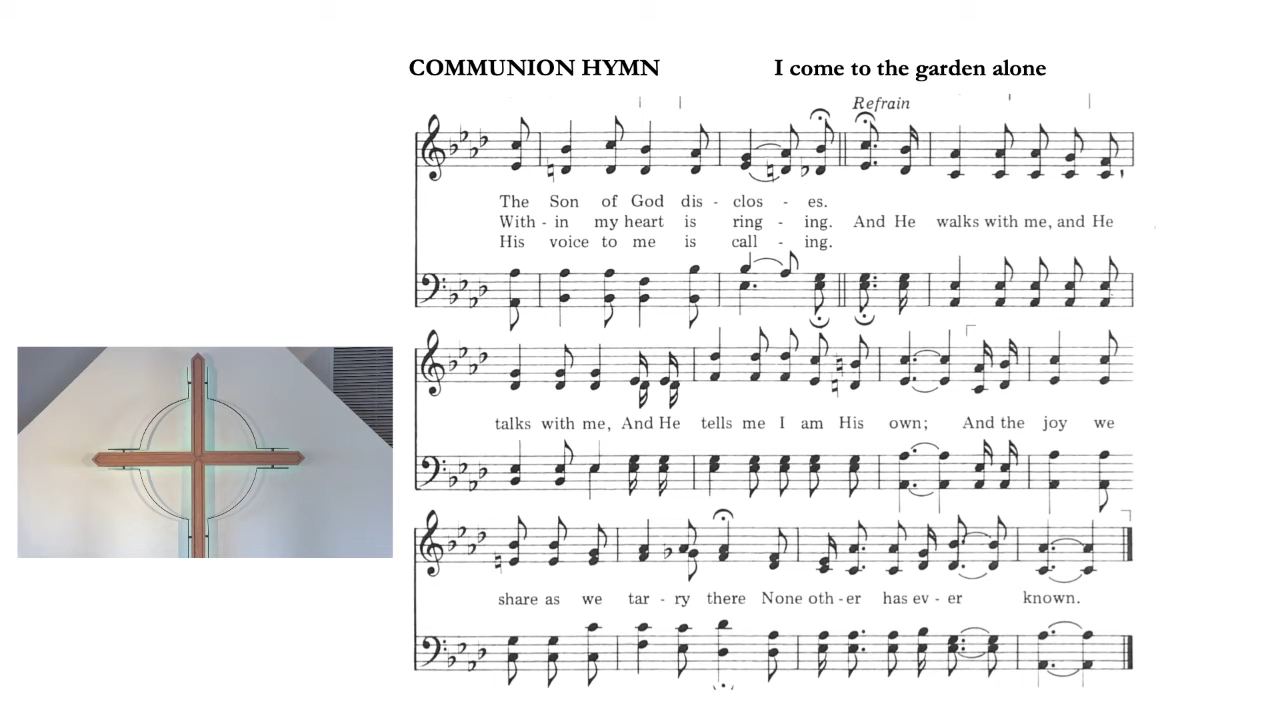 COMMUNION HYMN I come to the garden alone
Refrain
The Son of God dis - clos - es.
With - in my heart is ring - ing. And He walks with me, and He
His voice to me is call - ing.
talks with me, And He tells me I am His own; And the joy we
share as we tar - ry there None oth - er has ev - er known.